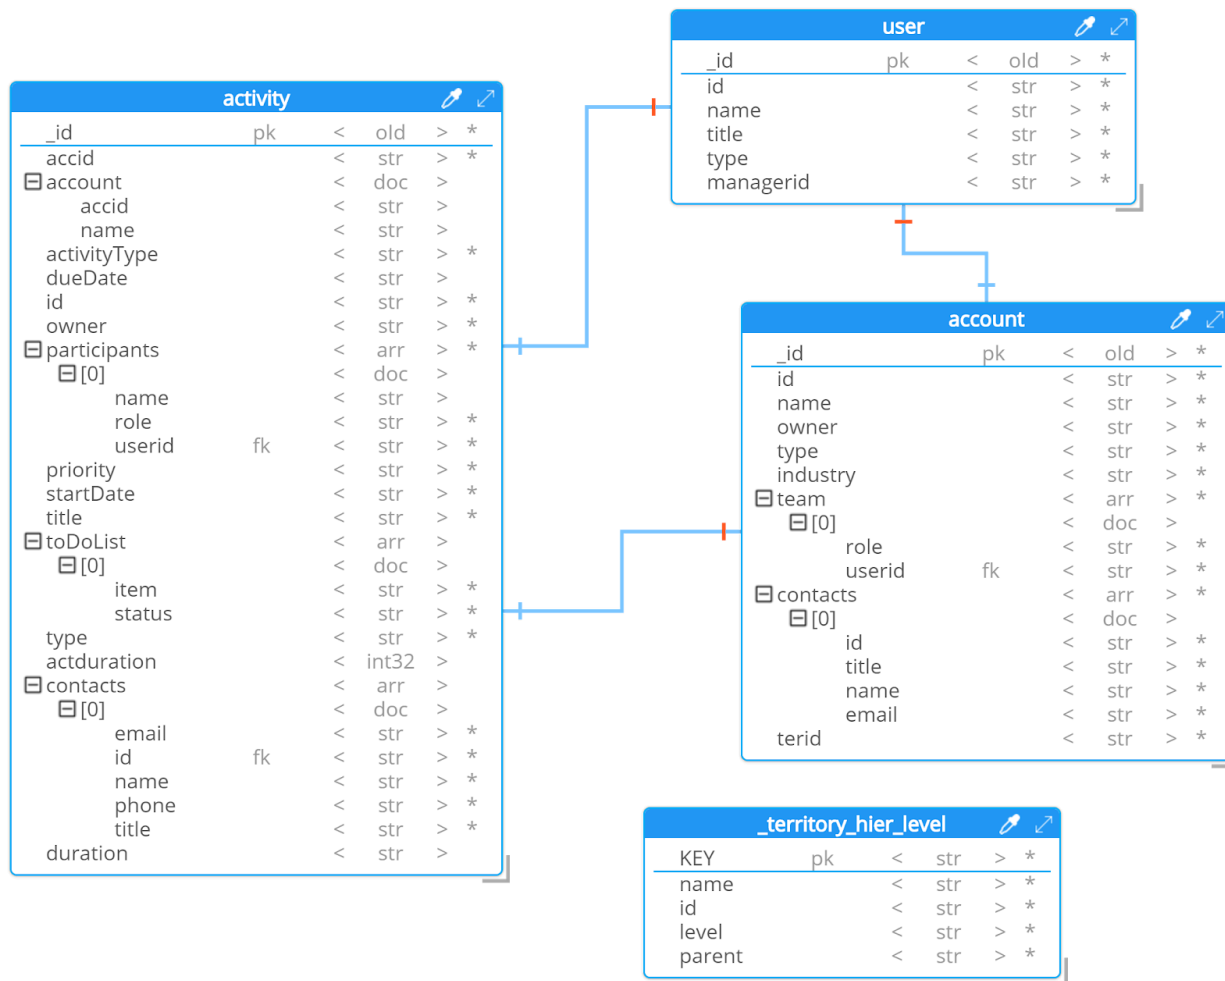 user
_id pk < old > *
id < str > *
name < str > *
title < str > *
type < str > *
managerid < str > *
activity
_id pk < old > *
accid < str > *
account < doc >
accid < str >
name < str >
activityType < str > *
dueDate < str >
id < str > *
owner < str > *
participants < arr > *
[0] < doc >
name < str >
role < str > *
userid fk < str > *
priority < str > *
startDate < str > *
title < str > *
toDoList < arr >
[0] < doc >
item < str > *
status < str > *
type < str > *
actduration < int32 >
contacts < arr >
[0] < doc >
email < str > *
id fk < str > *
name < str > *
phone < str > *
title < str > *
duration < str >
account
_id pk < old > *
id < str > *
name < str > *
owner < str > *
type < str > *
industry < str > *
team < arr > *
[0] < doc >
role < str > *
userid fk < str > *
contacts < arr > *
[0] < doc >
id < str > *
title < str > *
name < str > *
email < str > *
terid < str > *
_territory_hier_level
KEY pk < str > *
name < str > *
id < str > *
level < str > *
parent < str > *